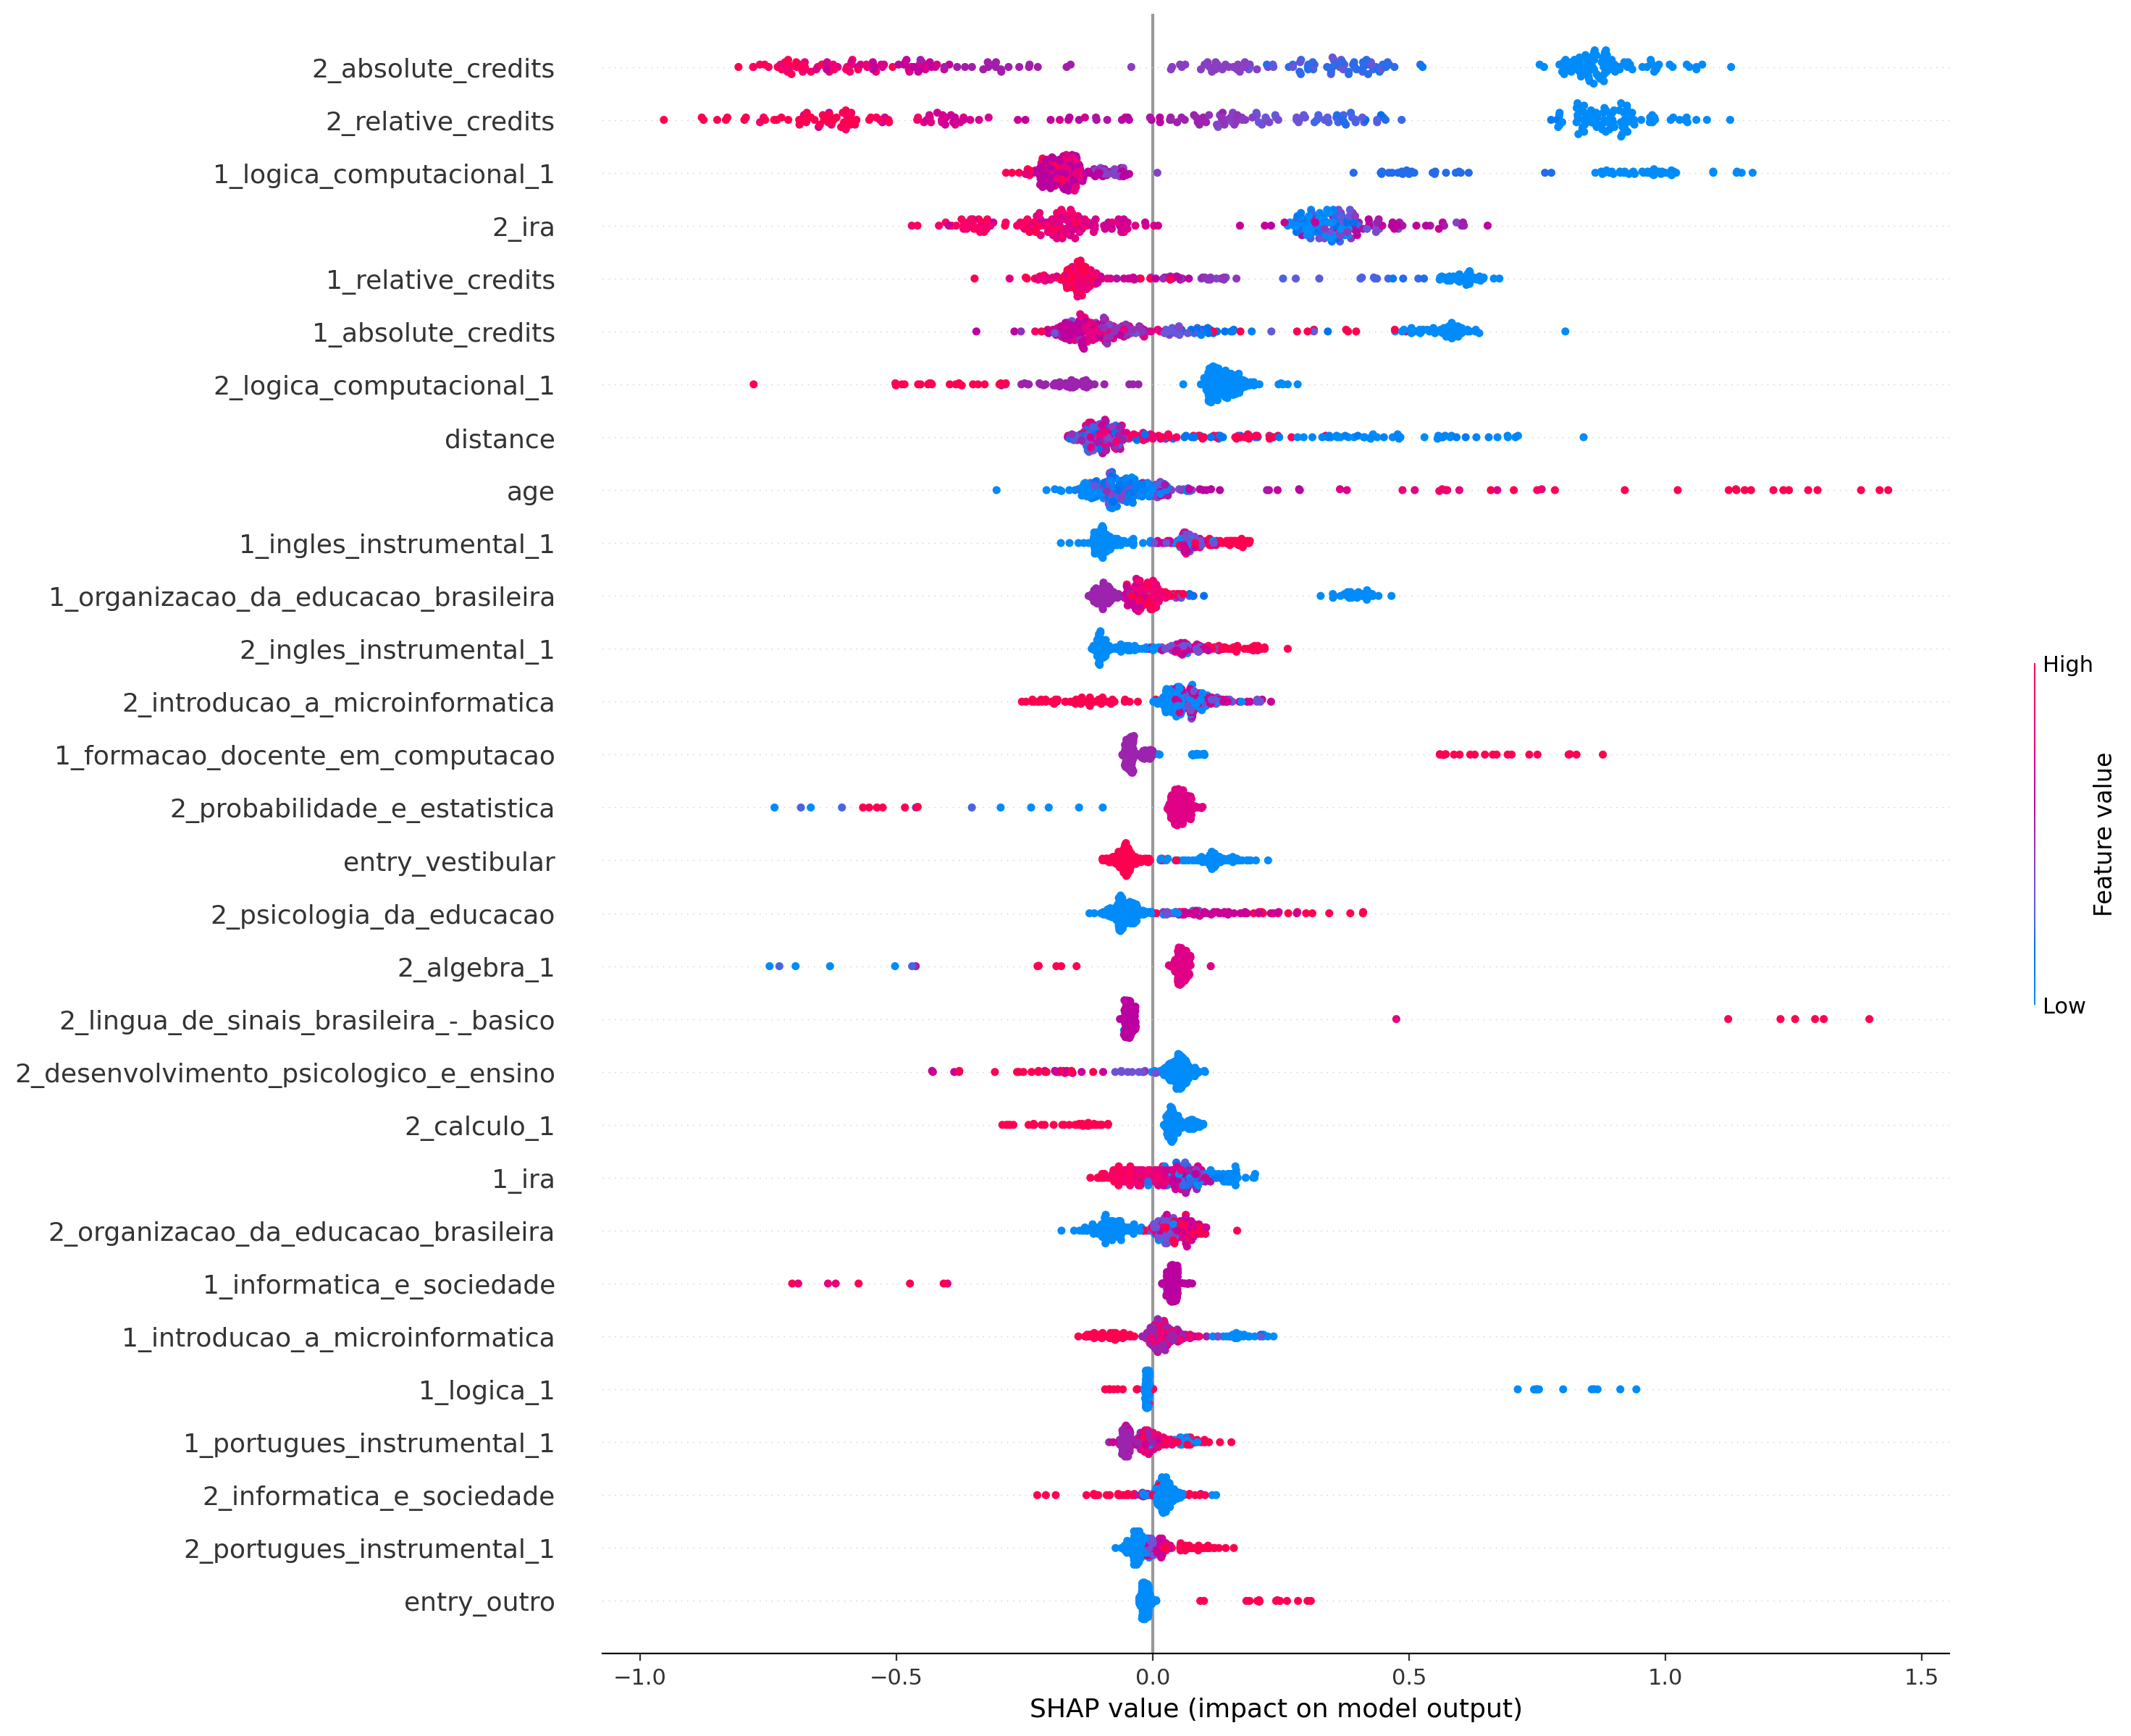 2_absolute_credits
2_relative_credits
1_logica_computacional_1
2_ira
1_relative_credits
1_absolute_credits
2_logica_computacional_1
distance
age
1_ingles_instrumental_1
1_organizacao_da_educacao_brasileira
2_ingles_instrumental_1
2_introducao_a_microinformatica
1_formacao_docente_em_computacao
2_probabilidade_e_estatistica
entry_vestibular
2_psicologia_da_educacao
2_algebra_1
2_lingua_de_sinais_brasileira_-_basico
2_desenvolvimento_psicologico_e_ensino
2_calculo_1
1_ira
2_organizacao_da_educacao_brasileira
1_informatica_e_sociedade
1_introducao_a_microinformatica
1_logica_1
1_portugues_instrumental_1
2_informatica_e_sociedade
2_portugues_instrumental_1
entry_outro
−1.0 −0.5 0.0 0.5 1.0 1.5
SHAP value (impact on model output)
High
Feature value
Low